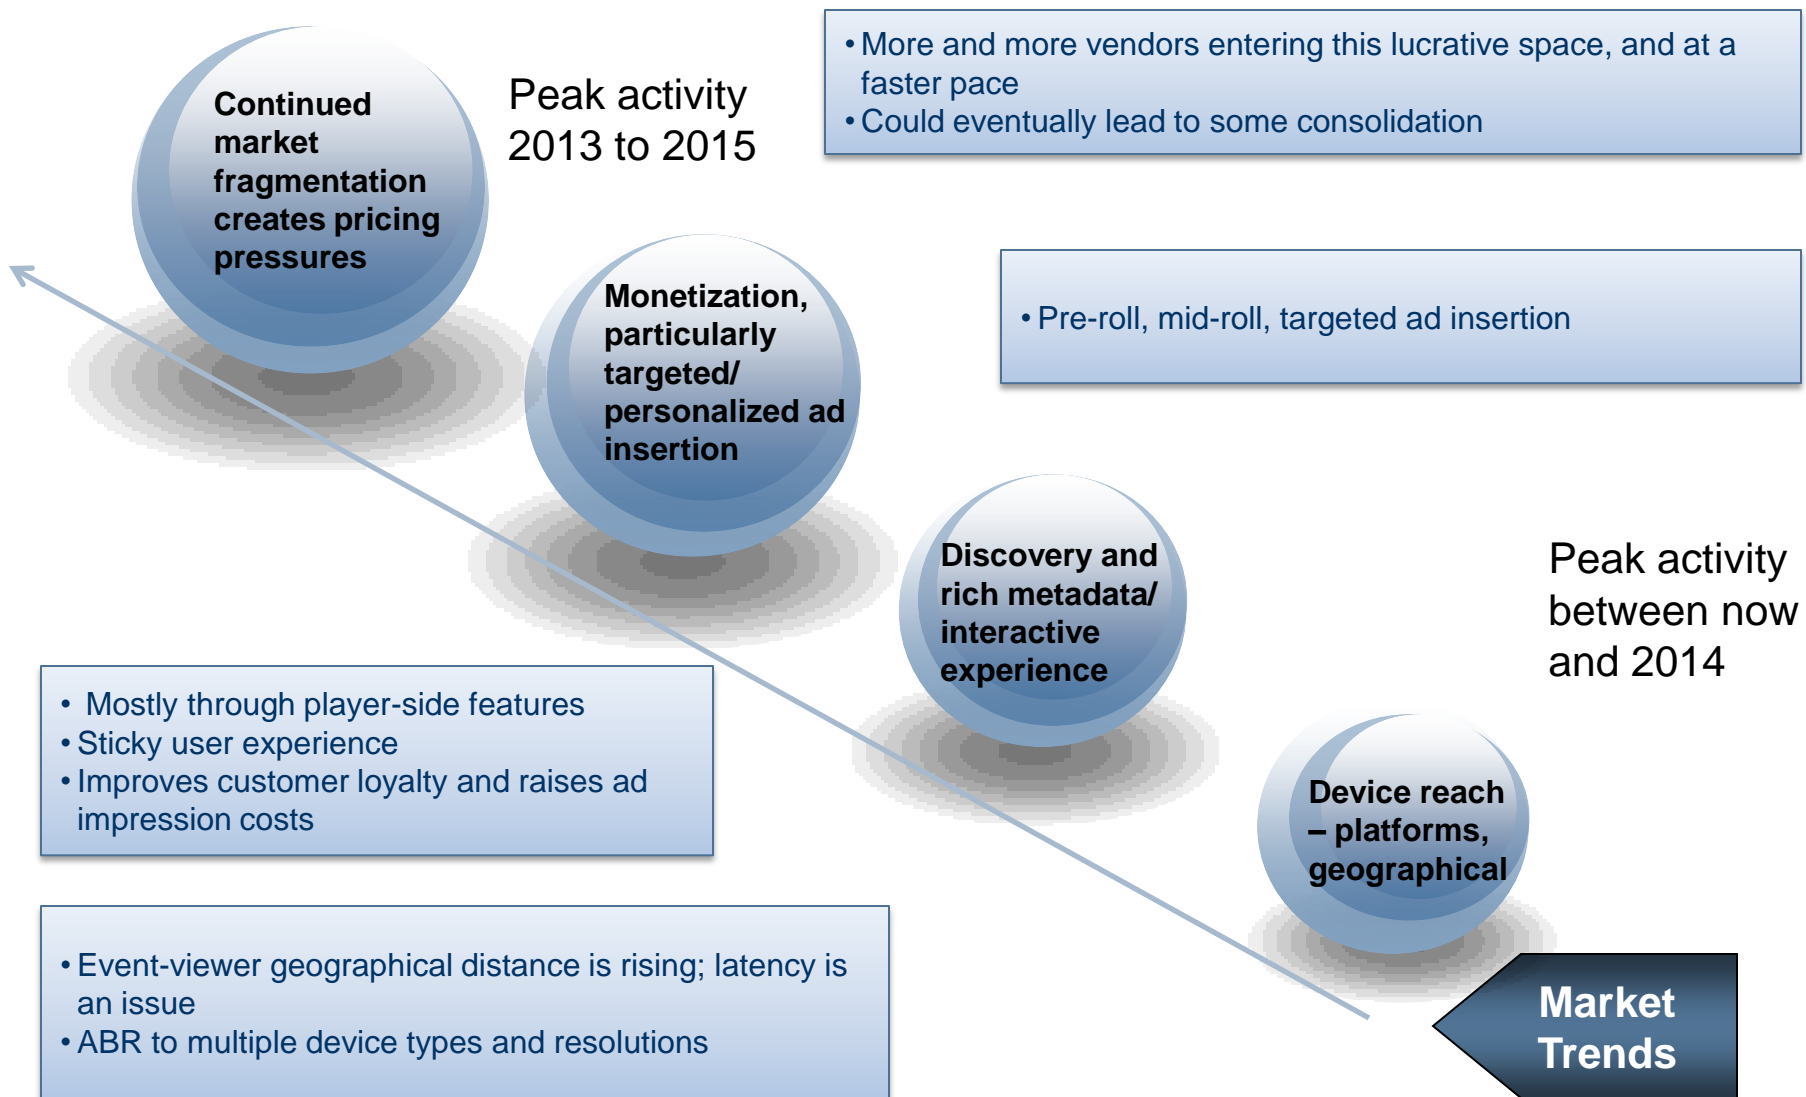 Continued
market
fragmentation
creates pricing
pressures
Peak activity
2013 to 2015
• More and more vendors entering this lucrative space, and at a
faster pace
• Could eventually lead to some consolidation
Monetization,
particularly
targeted/
personalized ad
insertion
• Pre-roll, mid-roll, targeted ad insertion
Discovery and
rich metadata/
interactive
experience
Peak activity
between now
and 2014
• Mostly through player-side features
• Sticky user experience
• Improves customer loyalty and raises ad
impression costs
Device reach
– platforms,
geographical
• Event-viewer geographical distance is rising; latency is
an issue
• ABR to multiple device types and resolutions
Market
Trends